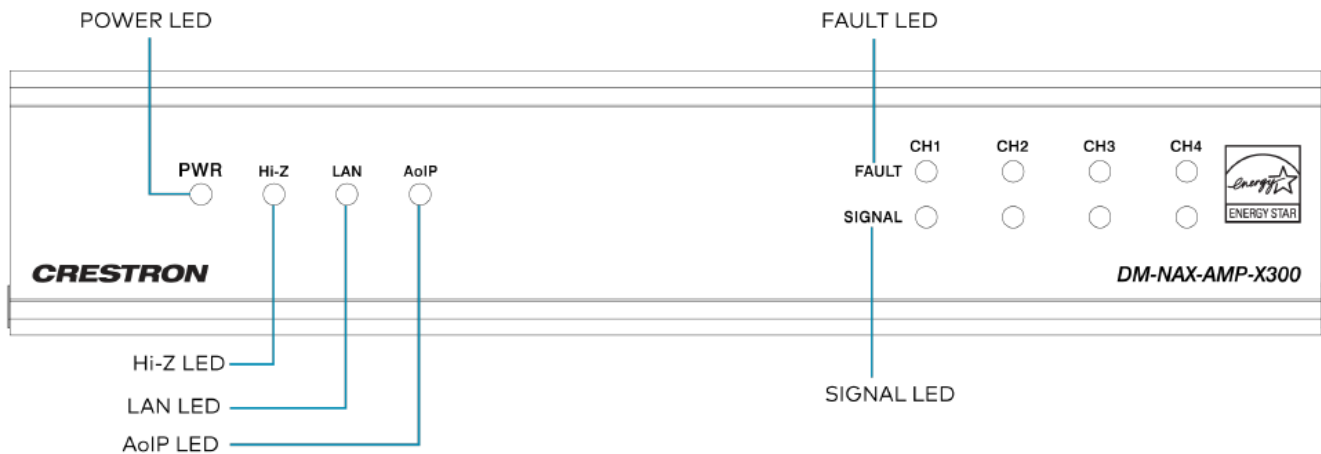 POWER LED
FAULT LED
CH1 CH2 CH3 CH4
PWR Hi-Z LAN AoIP
FAULT
energy
ENERGY STAR
SIGNAL
CRESTRON
DM-NAX-AMP-X300
Hi-Z LED
LAN LED
AoIP LED
SIGNAL LED